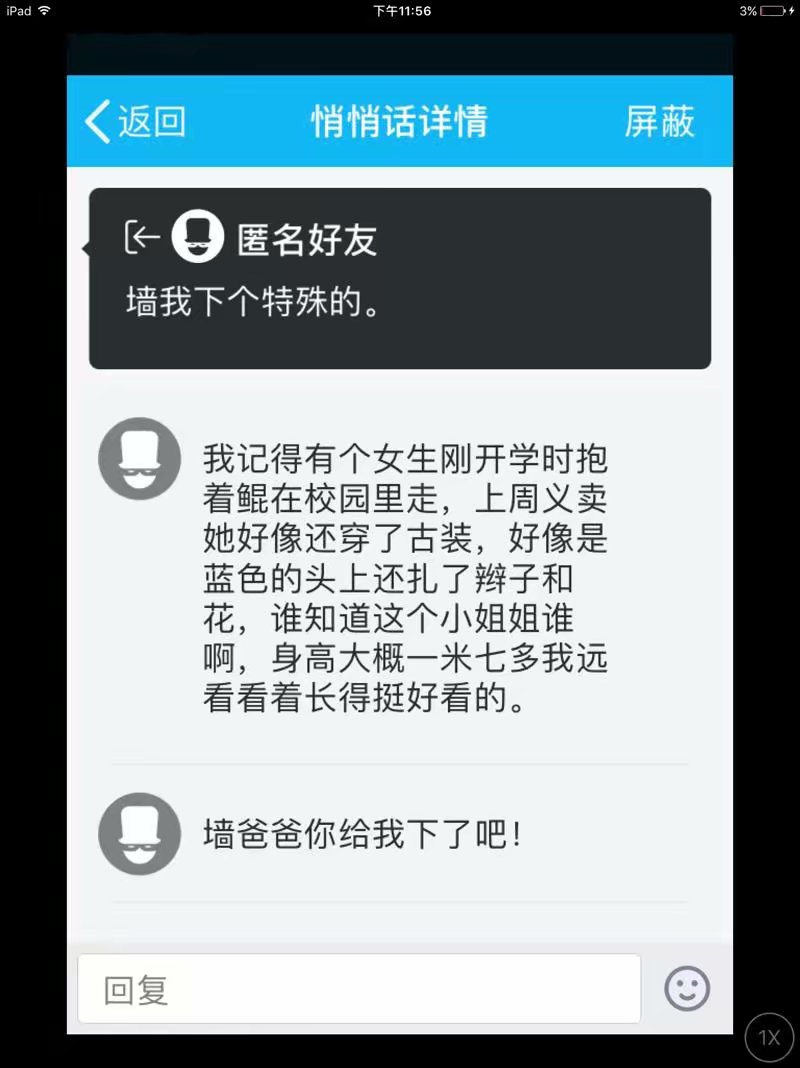 iPad 下午11:56 3%
返回 悄悄话详情 屏蔽
匿名好友
墙我下个特殊的。
我记得有个女生刚开学时抱
着鲲在校园里走，上周义卖
她好像还穿了古装，好像是
蓝色的头上还扎了辫子和
花，谁知道这个小姐姐谁
啊，身高大概一米七多我远
看看着长得挺好看的。
墙爸爸你给我下了吧！
回复
1X